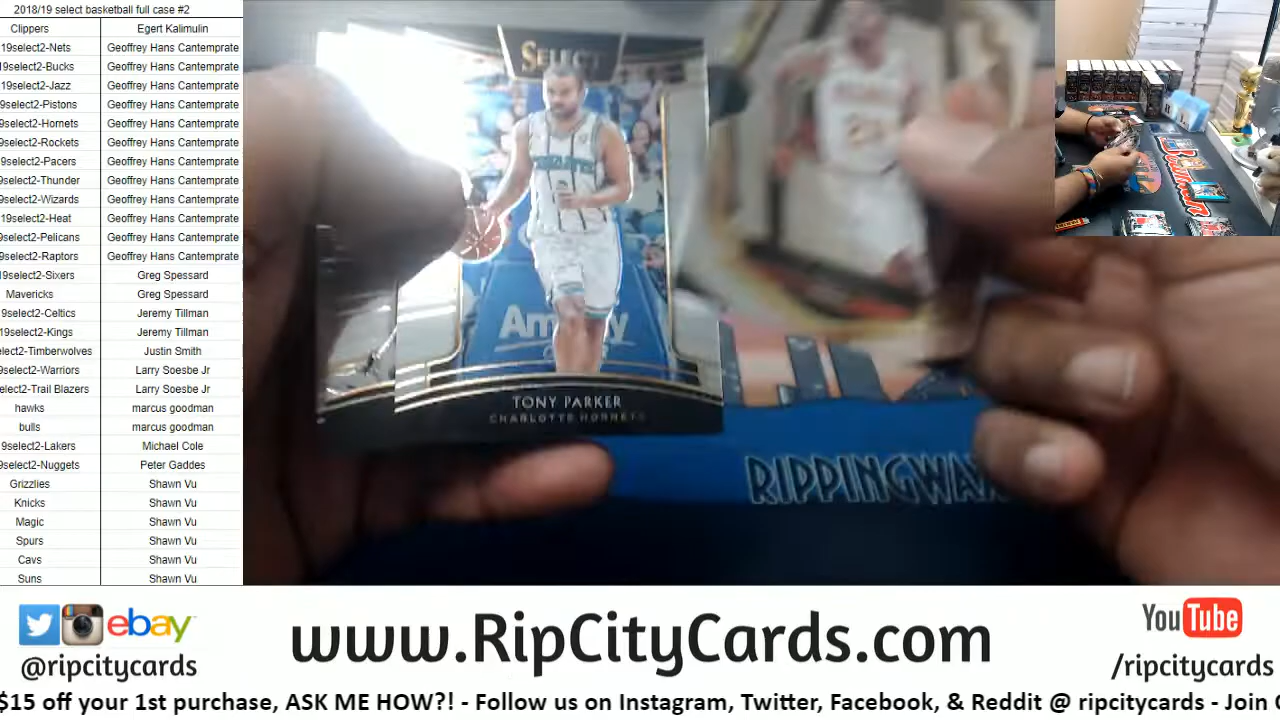 2018/19 select basketball full case #2
Clippers Egert Kalimulin
19select2-Nets Geoffrey Hans Cantemprate
19select2-Bucks Geoffrey Hans Cantemprate
19select2-Jazz Geoffrey Hans Cantemprate
9select2-Pistons Geoffrey Hans Cantemprate
9select2-Hornets Geoffrey Hans Cantemprate
9select2-Rockets Geoffrey Hans Cantemprate
9select2-Pacers Geoffrey Hans Cantemprate
9select2-Thunder Geoffrey Hans Cantemprate
9select2-Wizards Geoffrey Hans Cantemprate
19select2-Heat Geoffrey Hans Cantemprate
9select2-Pelicans Geoffrey Hans Cantemprate
9select2-Raptors Geoffrey Hans Cantemprate
19select2-Sixers Greg Spessard
Mavericks Greg Spessard
9select2-Celtics Jeremy Tillman
19select2-Kings Jeremy Tillman
elect2-Timberwolves Justin Smith
9select2-Warriors Larry Soesbe Jr
elect2-Trail Blazers Larry Soesbe Jr
hawks marcus goodman
bulls marcus goodman
9select2-Lakers Michael Cole
9select2-Nuggets Peter Gaddes
Grizzlies Shawn Vu
Knicks Shawn Vu
Magic Shawn Vu
Spurs Shawn Vu
Cavs Shawn Vu
Suns Shawn Vu
SELECT
TONY PARKER
CHARLOTTE HORNETS
RIPPINGWAX
ebay
@ripcitycards
www.RipCityCards.com
YouTube
/ripcitycards
$15 off your 1st purchase, ASK ME HOW?! - Follow us on Instagram, Twitter, Facebook, & Reddit @ ripcitycards - Join